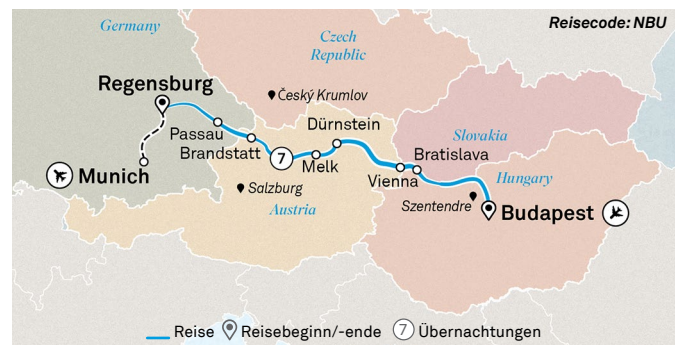 Germany
Reisecode: NBU
Czech
Republic
Regensburg
Český Krumlov
Passau
Dürnstein
Brandstatt
7
Melk
Slovakia
Bratislava
Munich
Vienna
Hungary
Salzburg
Szentendre
Austria
Budapest
Reise
Reisebeginn/-ende
7
Übernachtungen